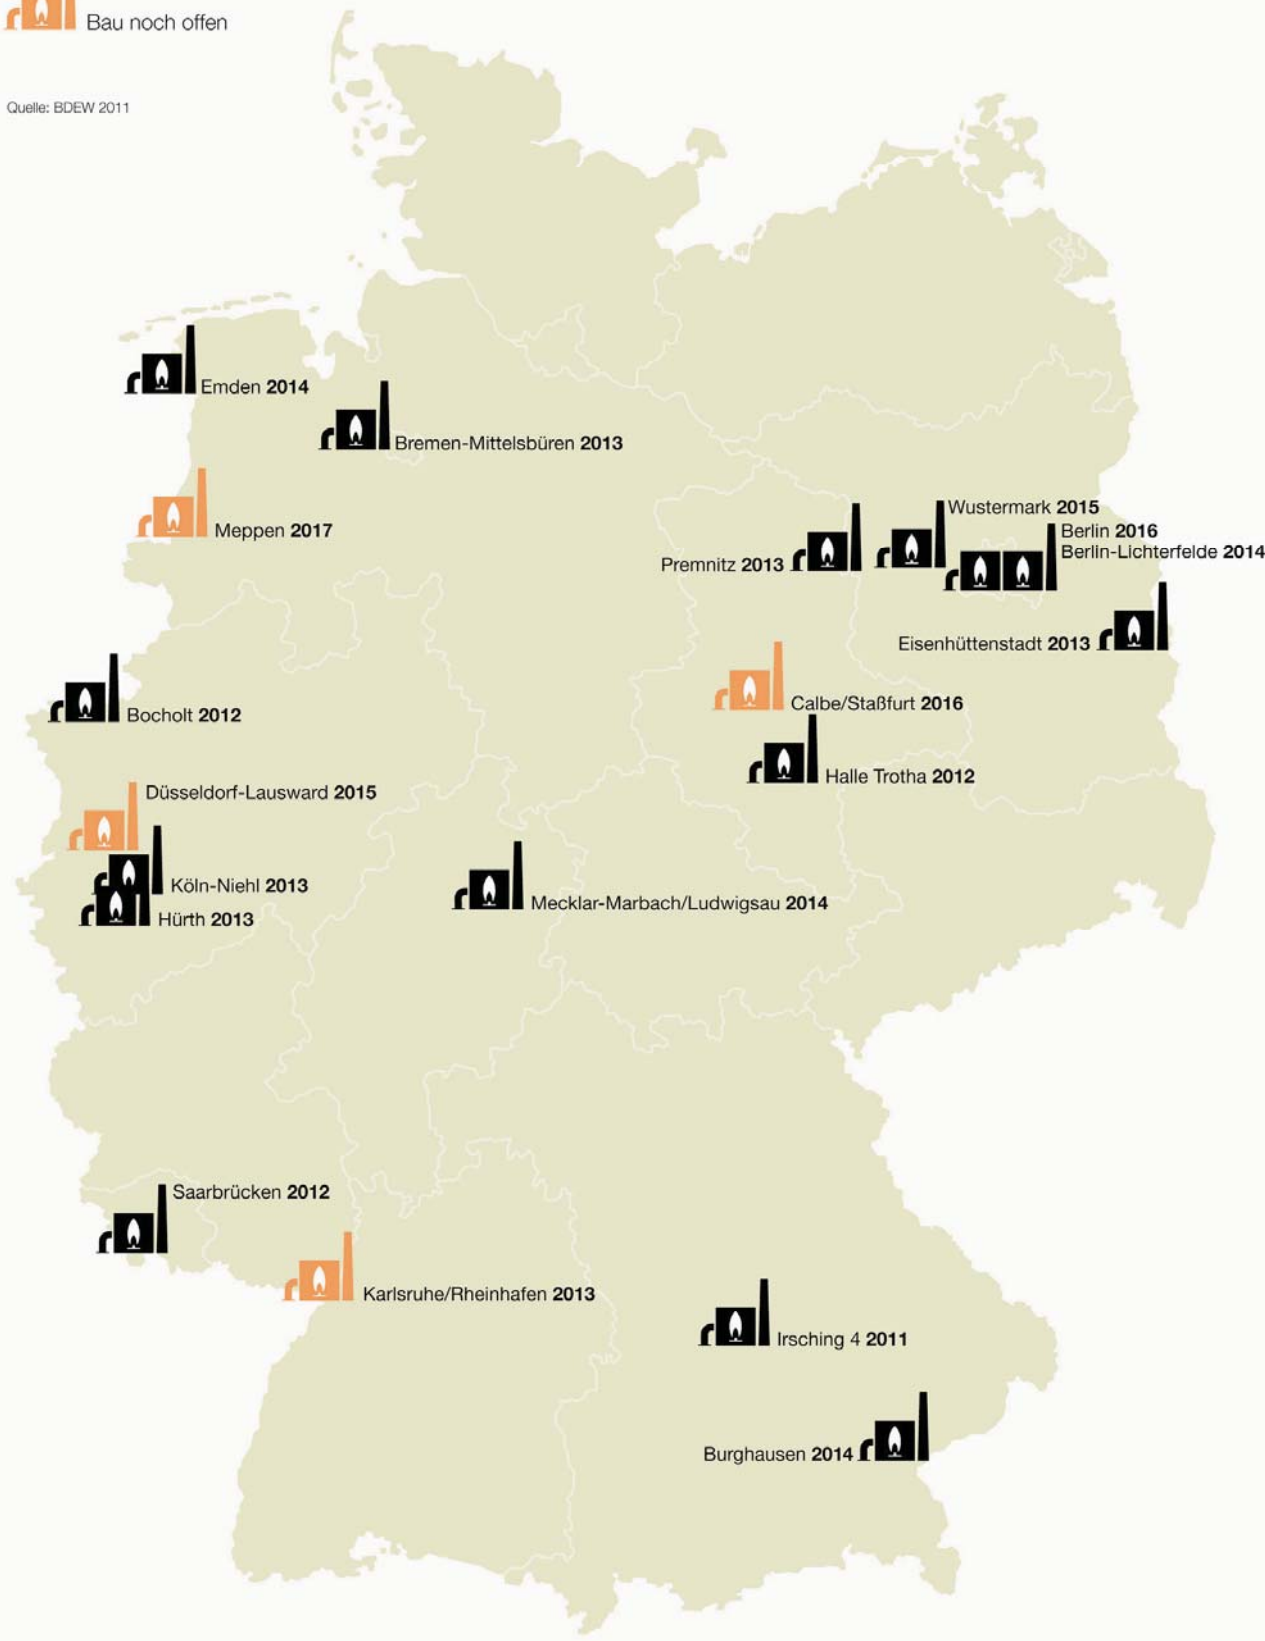 Bau noch offen
Quelle: BDEW 2011
Emden 2014
Bremen-Mittelsbüren 2013
Meppen 2017
Wustermark 2015
Berlin 2016
Berlin-Lichterfelde 2014
Premnitz 2013
Eisenhüttenstadt 2013
Calbe/Staßfurt 2016
Bocholt 2012
Halle Trotha 2012
Düsseldorf-Lausward 2015
Köln-Niehl 2013
Mecklar-Marbach/Ludwigsau 2014
Hürth 2013
Saarbrücken 2012
Karlsruhe/Rheinhafen 2013
Irsching 4 2011
Burghausen 2014